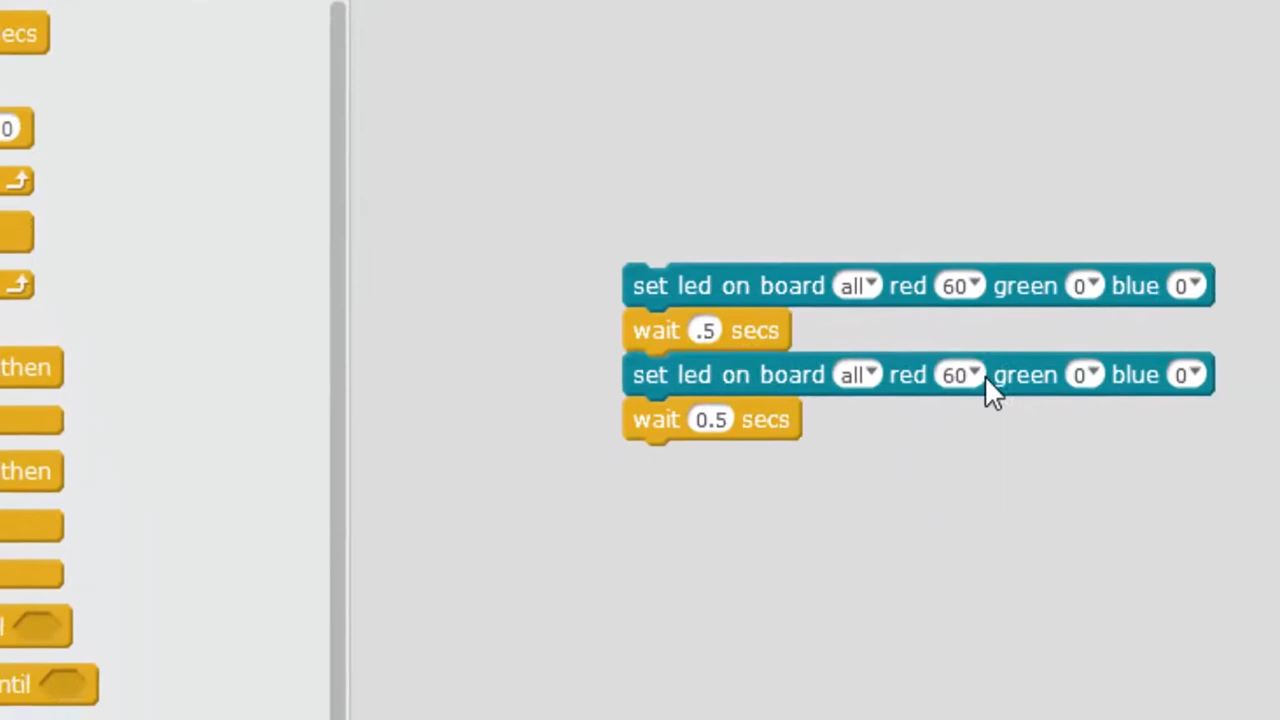 ecs
0
then
then
l
ntil
set led on board all red 60 green 0 blue 0
wait .5 secs
set led on board all red 60 green 0 blue 0
wait 0.5 secs